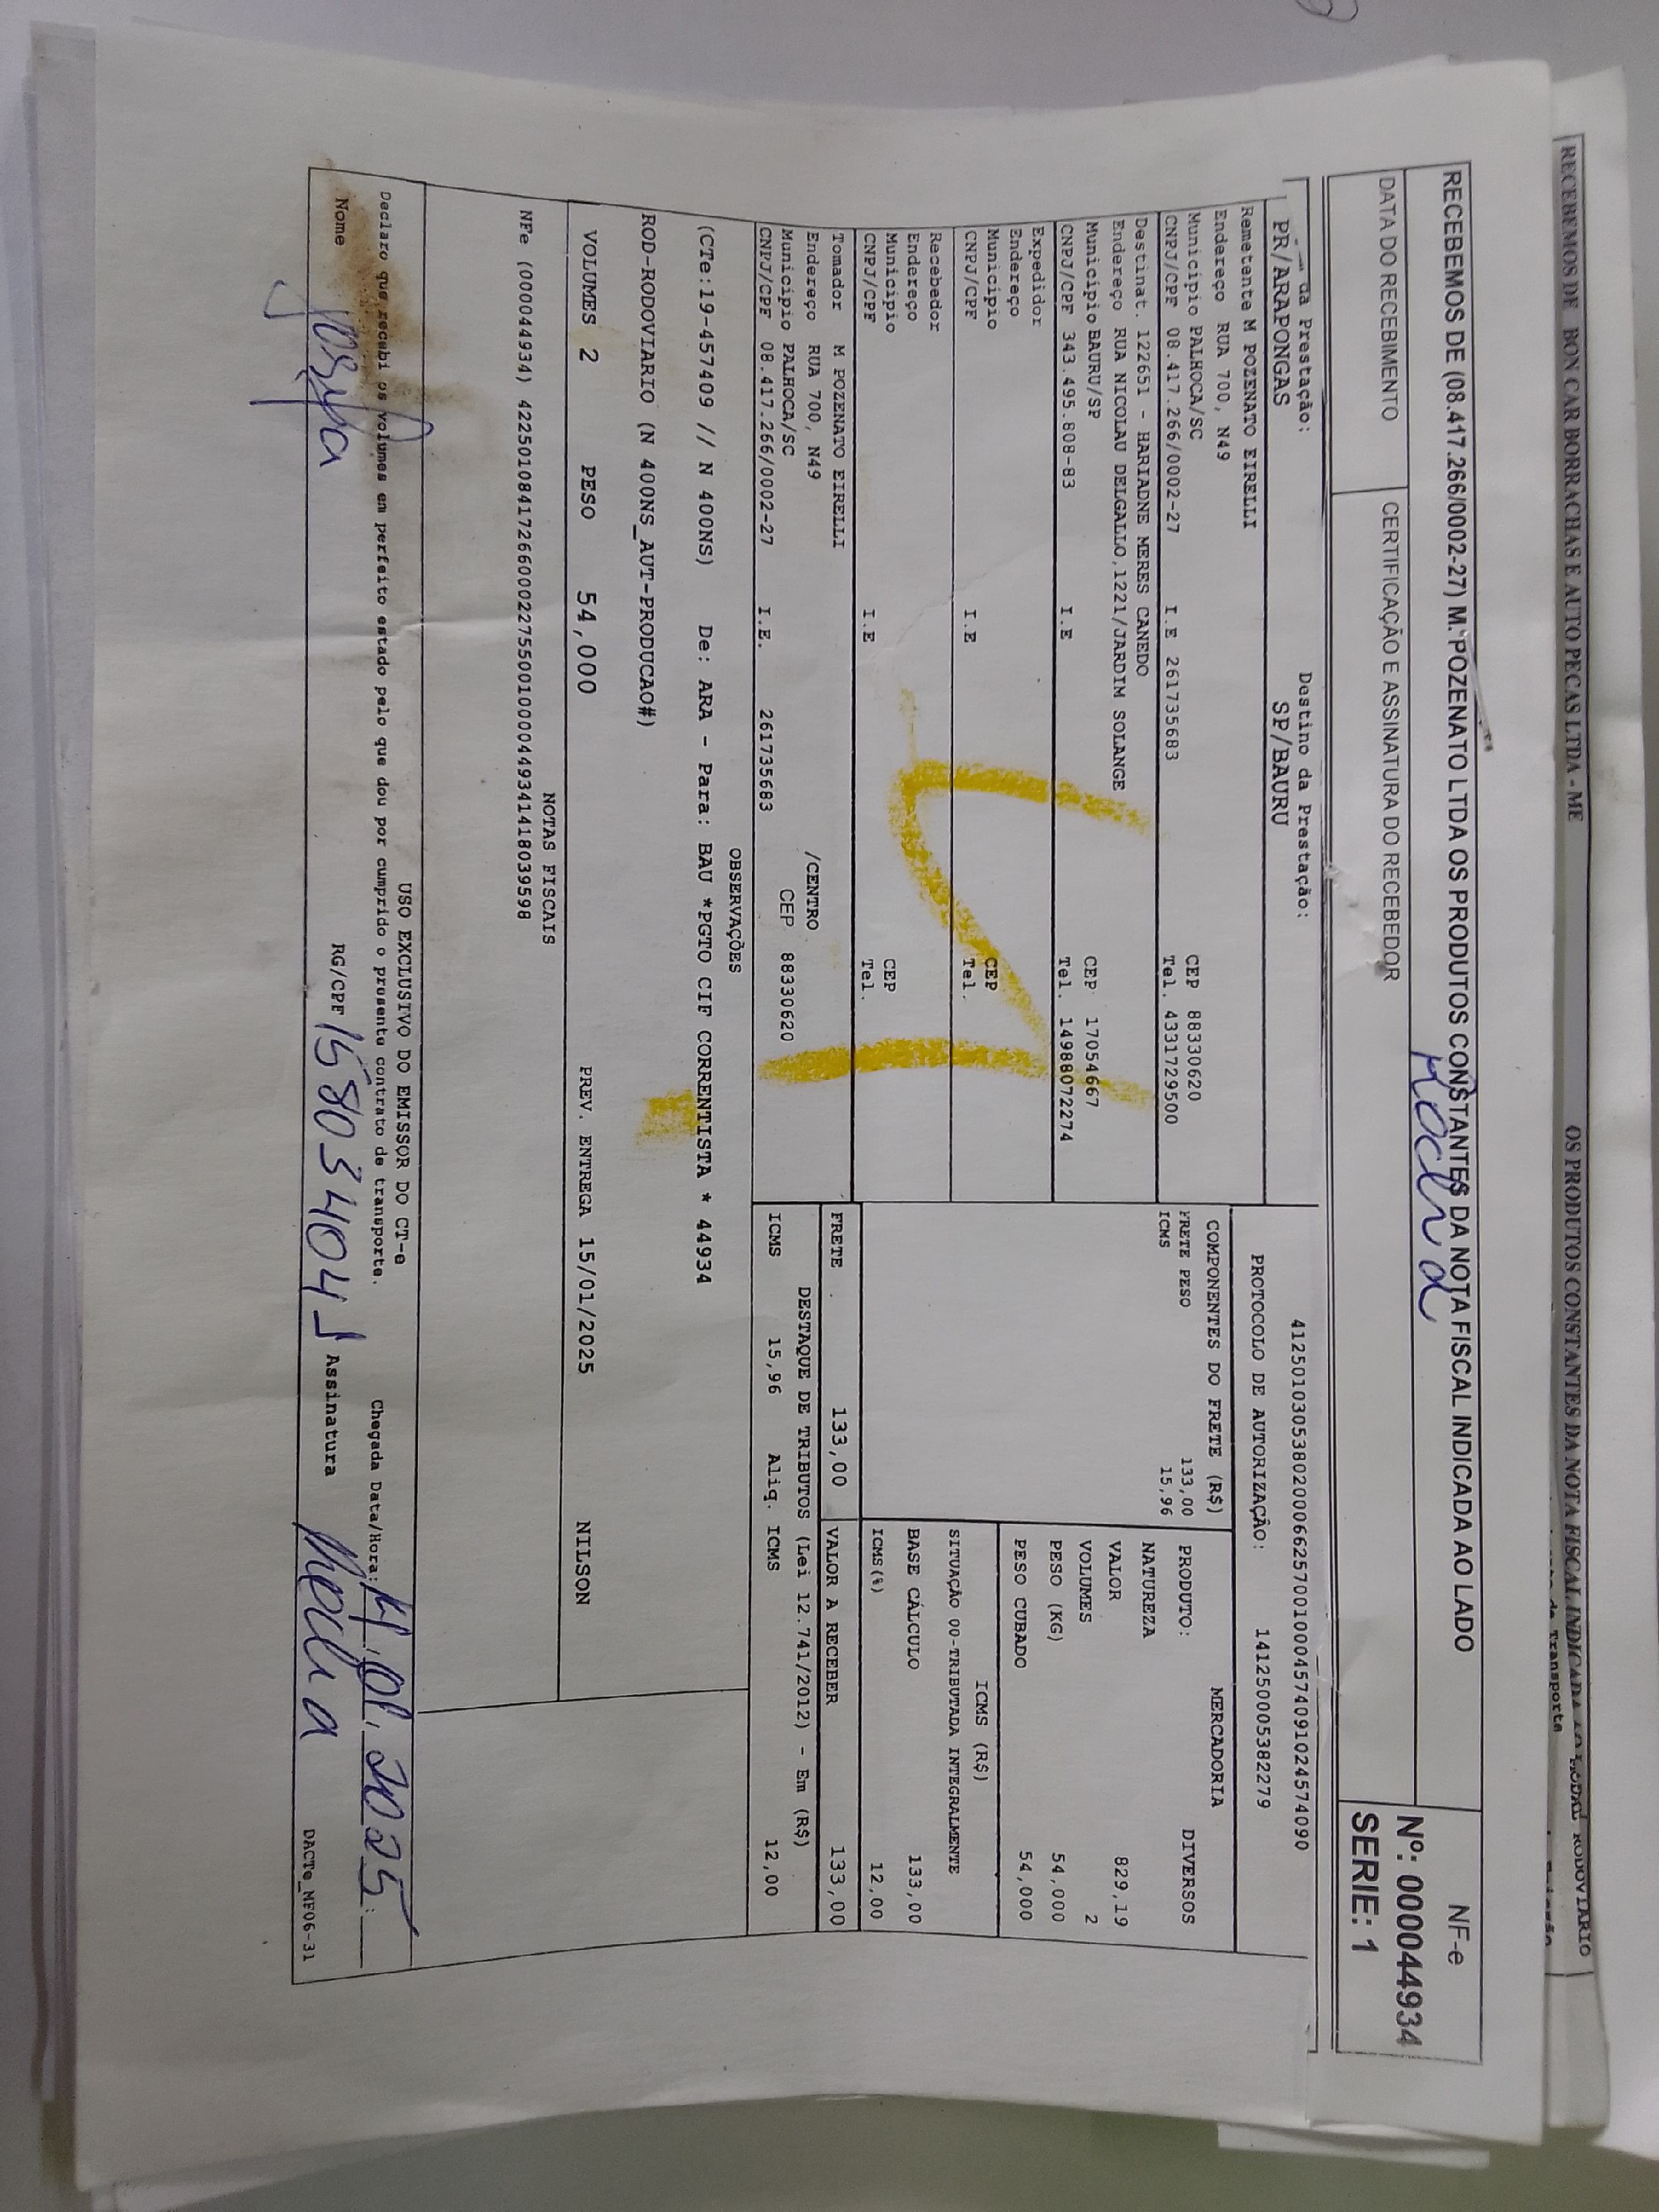 RECEBEMOS DE BON CAR BORRACHAS E AUTO PECAS LTDA - ME OS PRODUTOS CONSTANTES DA NOTA FISCAL INDICADA AO RODOVIARIO
de Transporte
RECEBEMOS DE (08.417.266/0002-27) M. POZENATO LTDA OS PRODUTOS CONSTANTES DA NOTA FISCAL INDICADA AO LADO
NF-e
Nº: 000044934
SERIE: 1
DATA DO RECEBIMENTO
CERTIFICAÇÃO E ASSINATURA DO RECEBEDOR
da Prestação:
PR/ARAPONGAS
Destino da Prestação:
SP/BAURU
41250103053802000662570010004574091024574090
PROTOCOLO DE AUTORIZAÇÃO: 141250005382279
Remetente M POZENATO EIRELLI
Endereço RUA 700, N49
Municipio PALHOCA/SC CEP 88330620
CNPJ/CPF 08.417.266/0002-27 I.E 261735683 Tel. 4331729500
Destinat. 122651 - HARIADNE MERES CANEDO
Endereço RUA NICOLAU DELGALLO,1221/JARDIM SOLANGE
Municipio BAURU/SP CEP 17054667
CNPJ/CPF 343.495.808-83 I.E Tel. 14988072274
Expedidor
Endereço
Municipio CEP
CNPJ/CPF I.E Tel.
Recebedor
Endereço
Municipio CEP
CNPJ/CPF I.E Tel.
Tomador M POZENATO EIRELLI
Endereço RUA 700, N49 /CENTRO
Municipio PALHOCA/SC CEP 88330620
CNPJ/CPF 08.417.266/0002-27 I.E. 261735683
COMPONENTES DO FRETE (R$)
FRETE PESO 133,00
ICMS 15,96
MERCADORIA
PRODUTO: DIVERSOS
NATUREZA
VALOR 829,19
VOLUMES 2
PESO (KG) 54,000
PESO CUBADO 54,000
ICMS (R$)
SITUAÇÃO 00-TRIBUTADA INTEGRALMENTE
BASE CÁLCULO 133,00
ICMS(%) 12,00
FRETE 133,00 VALOR A RECEBER 133,00
DESTAQUE DE TRIBUTOS (Lei 12.741/2012) - Em (R$)
ICMS 15,96 Aliq. ICMS 12,00
OBSERVAÇÕES
(CTe:19-457409 // N 400NS) De: ARA - Para: BAU *PGTO CIF CORRENTISTA * 44934
ROD-RODOVIARIO (N 400NS_AUT-PRODUCAO#)
VOLUMES 2 PESO 54,000 PREV. ENTREGA 15/01/2025 NILSON
NOTAS FISCAIS
NFe (000044934) 42250108417266000227550010000449341418039598
USO EXCLUSIVO DO EMISSOR DO CT-e
Declaro que recebi os volumes em perfeito estado pelo que dou por cumprido o presente contrato de transporte.
Chegada Data/Hora:
Nome RG/CPF Assinatura
DACTe_MF06-31